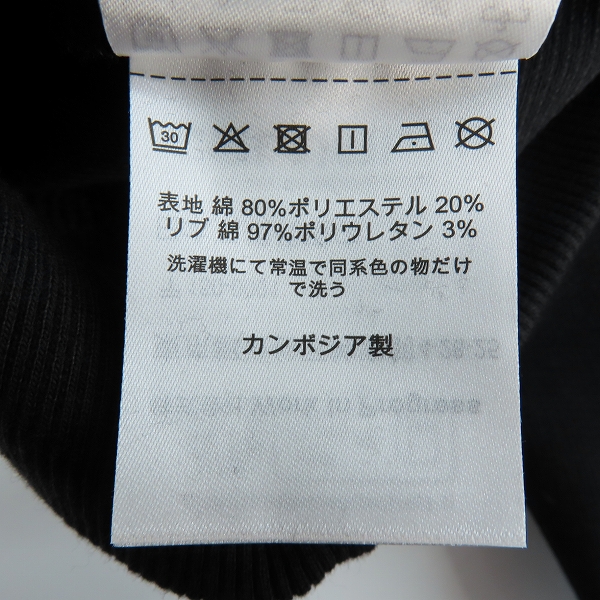 30
表地 綿 80%ポリエステル 20%
リブ 綿 97%ポリウレタン 3%
洗濯機にて常温で同系色の物だけ
で洗う
カンボジア製